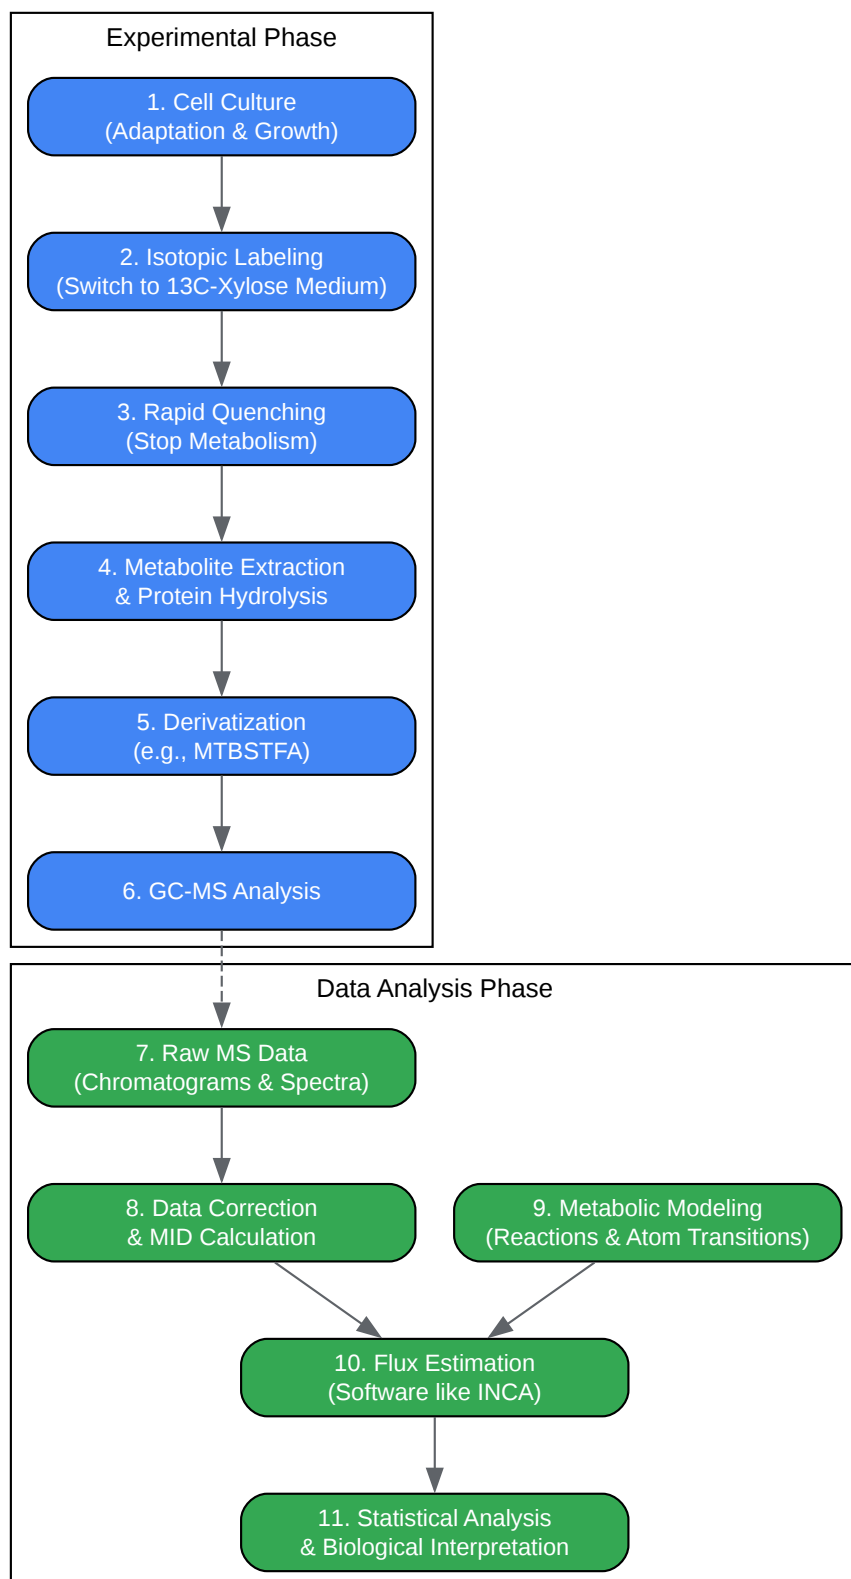 Experimental Phase
1. Cell Culture
(Adaptation & Growth)
2. Isotopic Labeling
(Switch to 13C-Xylose Medium)
3. Rapid Quenching
(Stop Metabolism)
4. Metabolite Extraction
& Protein Hydrolysis
5. Derivatization
(e.g., MTBSTFA)
6. GC-MS Analysis
Data Analysis Phase
7. Raw MS Data
(Chromatograms & Spectra)
8. Data Correction
& MID Calculation
9. Metabolic Modeling
(Reactions & Atom Transitions)
10. Flux Estimation
(Software like INCA)
11. Statistical Analysis
& Biological Interpretation